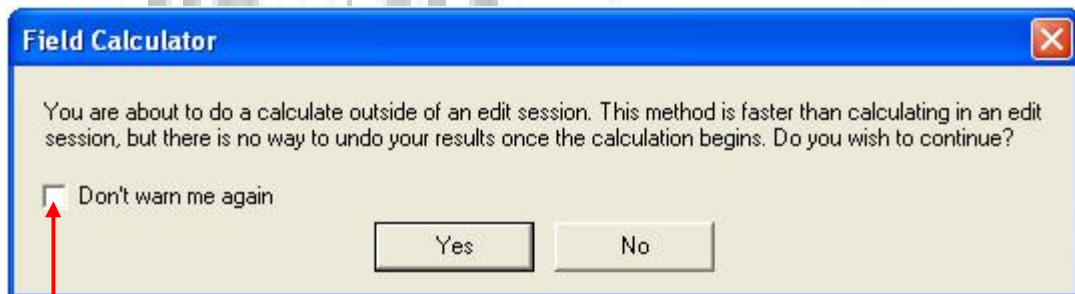 Field Calculator
You are about to do a calculate outside of an edit session. This method is faster than calculating in an edit
session, but there is no way to undo your results once the calculation begins. Do you wish to continue?
Don't warn me again
Yes No